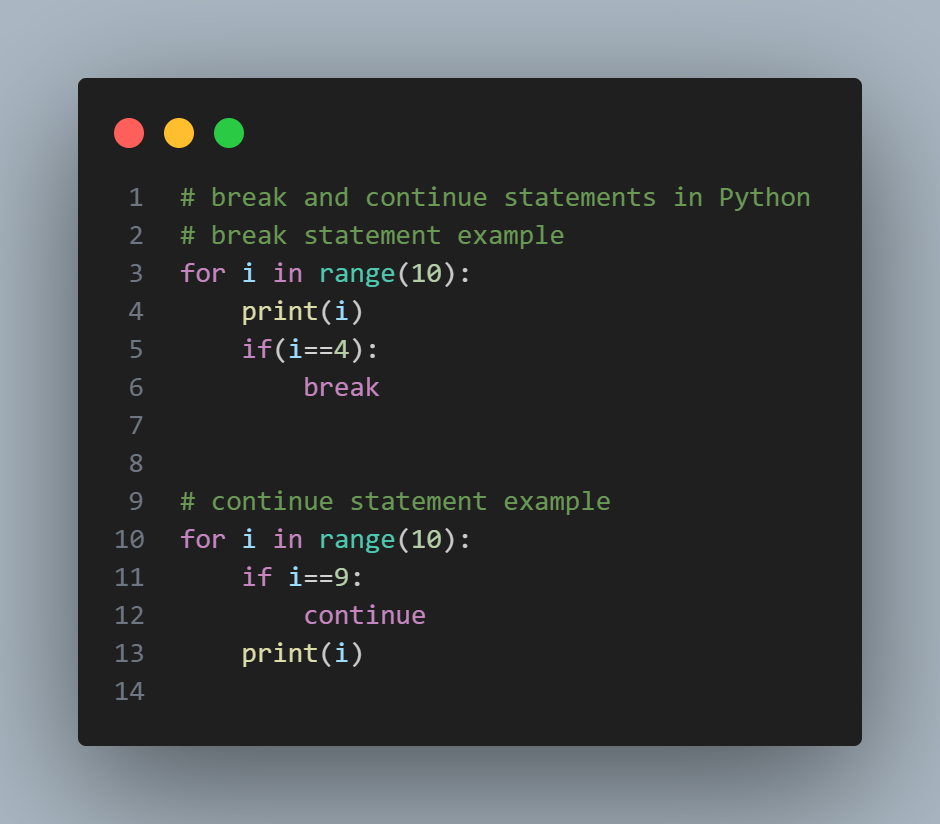 1 # break and continue statements in Python
2 # break statement example
3 for i in range(10):
4     print(i)
5     if(i==4):
6         break
7
8
9 # continue statement example
10 for i in range(10):
11     if i==9:
12         continue
13     print(i)
14